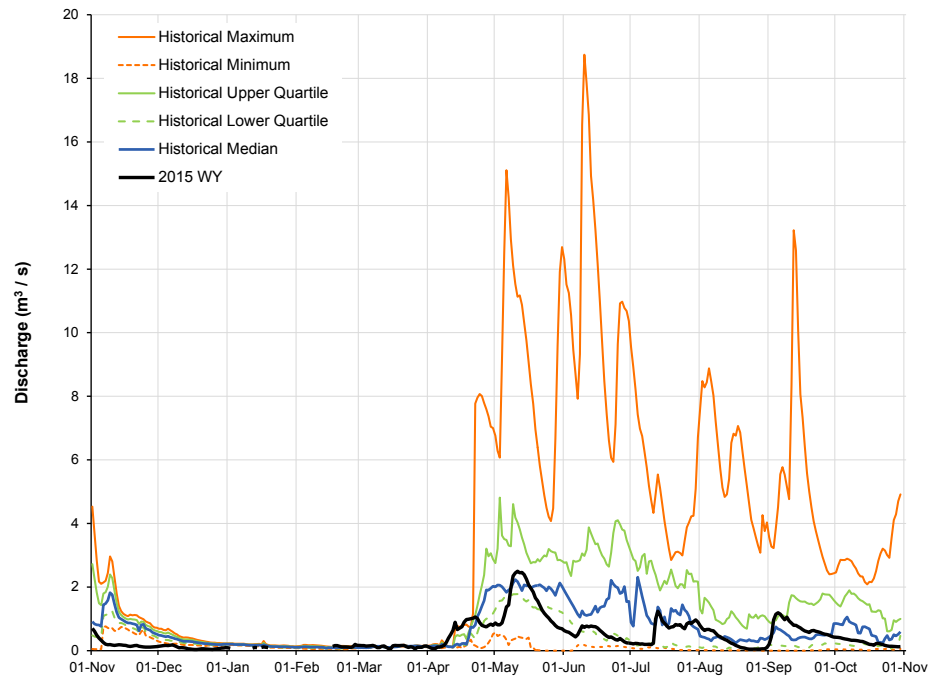 20
18
16
14
12
10
8
6
4
2
0
Discharge (m³ / s)
Historical Maximum
Historical Minimum
Historical Upper Quartile
Historical Lower Quartile
Historical Median
2015 WY
01-Nov 01-Dec 01-Jan 01-Feb 01-Mar 01-Apr 01-May 01-Jun 01-Jul 01-Aug 01-Sep 01-Oct 01-Nov